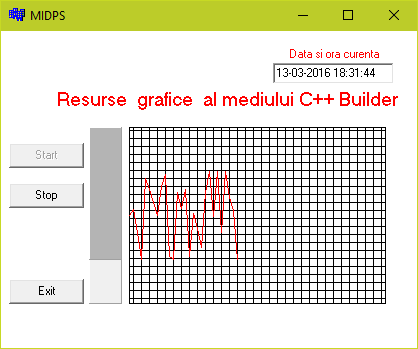 MIDPS
Data si ora curenta
13-03-2016 18:31:44
Resurse grafice al mediului C++ Builder
Start
Stop
Exit